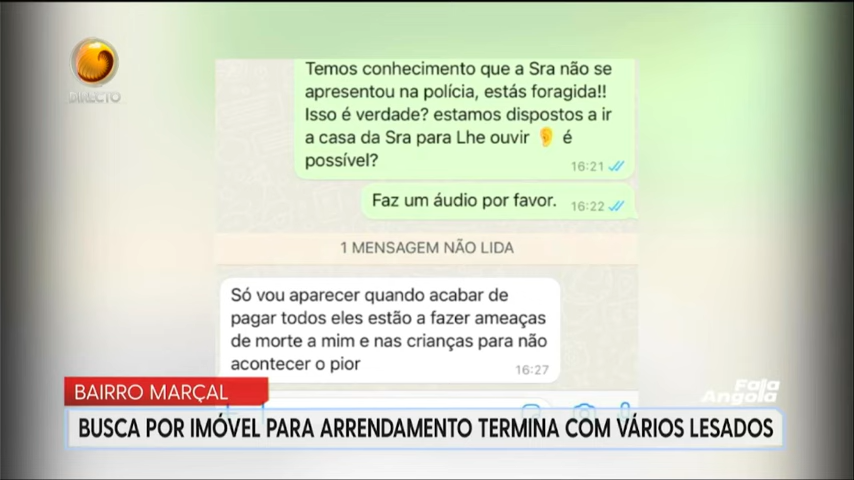 DIRECTO
Temos conhecimento que a Sra não se
apresentou na polícia, estás foragida!!
Isso é verdade? estamos dispostos a ir
a casa da Sra para Lhe ouvir 👂 é
possível?
16:21
Faz um áudio por favor.
16:22
1 MENSAGEM NÃO LIDA
Só vou aparecer quando acabar de
pagar todos eles estão a fazer ameaças
de morte a mim e nas crianças para não
acontecer o pior
16:27
Fala
Angola
BAIRRO MARÇAL
BUSCA POR IMÓVEL PARA ARRENDAMENTO TERMINA COM VÁRIOS LESADOS